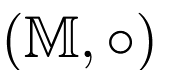 (𝕄, ∘)